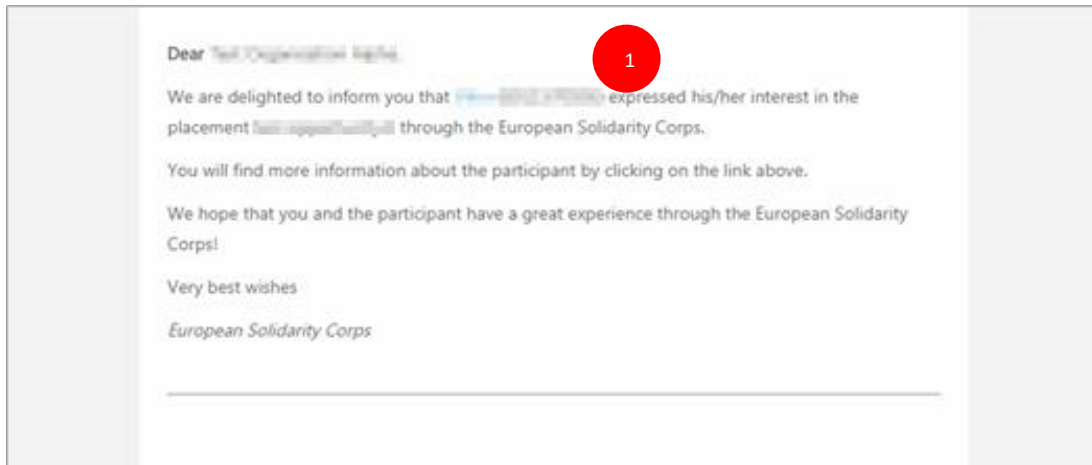 Dear
1
We are delighted to inform you that expressed his/her interest in the
placement through the European Solidarity Corps.
You will find more information about the participant by clicking on the link above.
We hope that you and the participant have a great experience through the European Solidarity
Corps!
Very best wishes
European Solidarity Corps